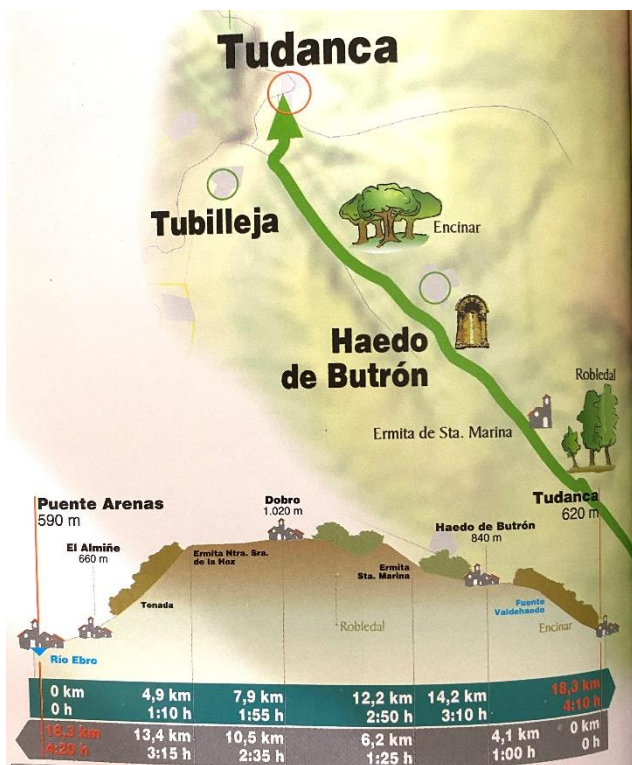 Tudanca
Tubilleja
Encinar
Haedo
de Butrón
Robledal
Ermita de Sta. Marina
Puente Arenas
590 m
El Almiñe
660 m
Dobro
1.020 m
Tudanca
620 m
Haedo de Butrón
840 m
Ermita Ntra. Sra.
de la Hoz
Ermita
Sta. Marina
Tenada
Fuente
Valdehaedo
Robledal
Encinar
Río Ebro
0 km 4,9 km 7,9 km 12,2 km 14,2 km 18,3 km
0 h 1:10 h 1:55 h 2:50 h 3:10 h 4:10 h
18,3 km 13,4 km 10,5 km 6,2 km 4,1 km 0 km
4:20 h 3:15 h 2:35 h 1:25 h 1:00 h 0 h